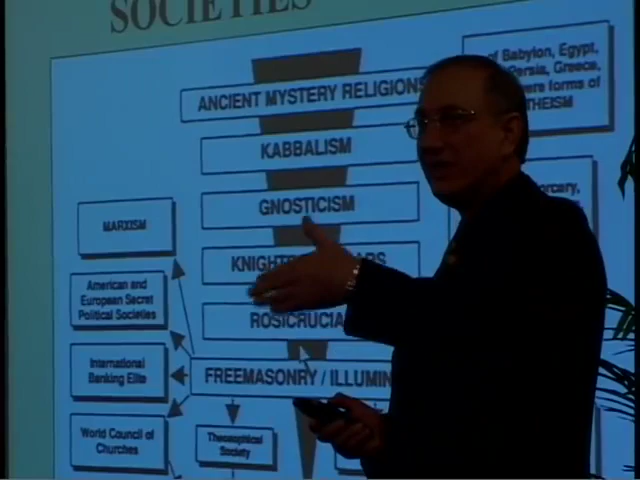 SOCIETIES
of Babylon, Egypt,
Persia, Greece,
were forms of
THEISM
ANCIENT MYSTERY RELIGIONS
KABBALISM
GNOSTICISM
MARXISM
American and
European Secret
Political Societies
ROSICRUCIA
International
Banking Elite
FREEMASONRY / ILLUMIN
World Council of
Churches
Theosophical
Society